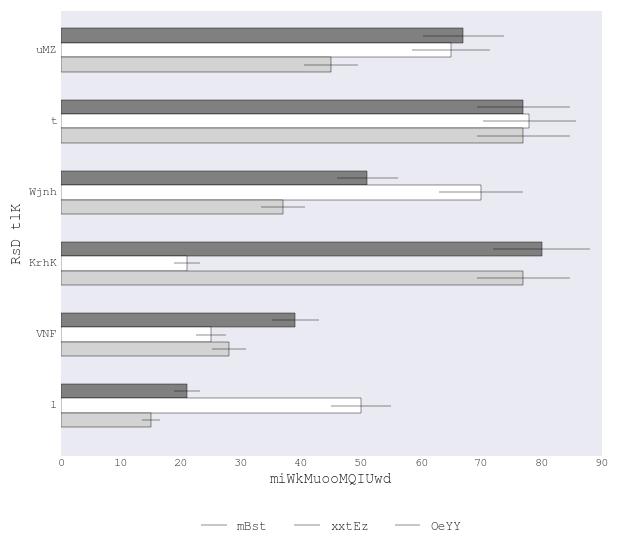 uMZ
t
Wjnh
KrhK
VNF
l
RsD tlK
0 10 20 30 40 50 60 70 80 90
miWkMuooMQIUwd
mBst xxtEz OeYY